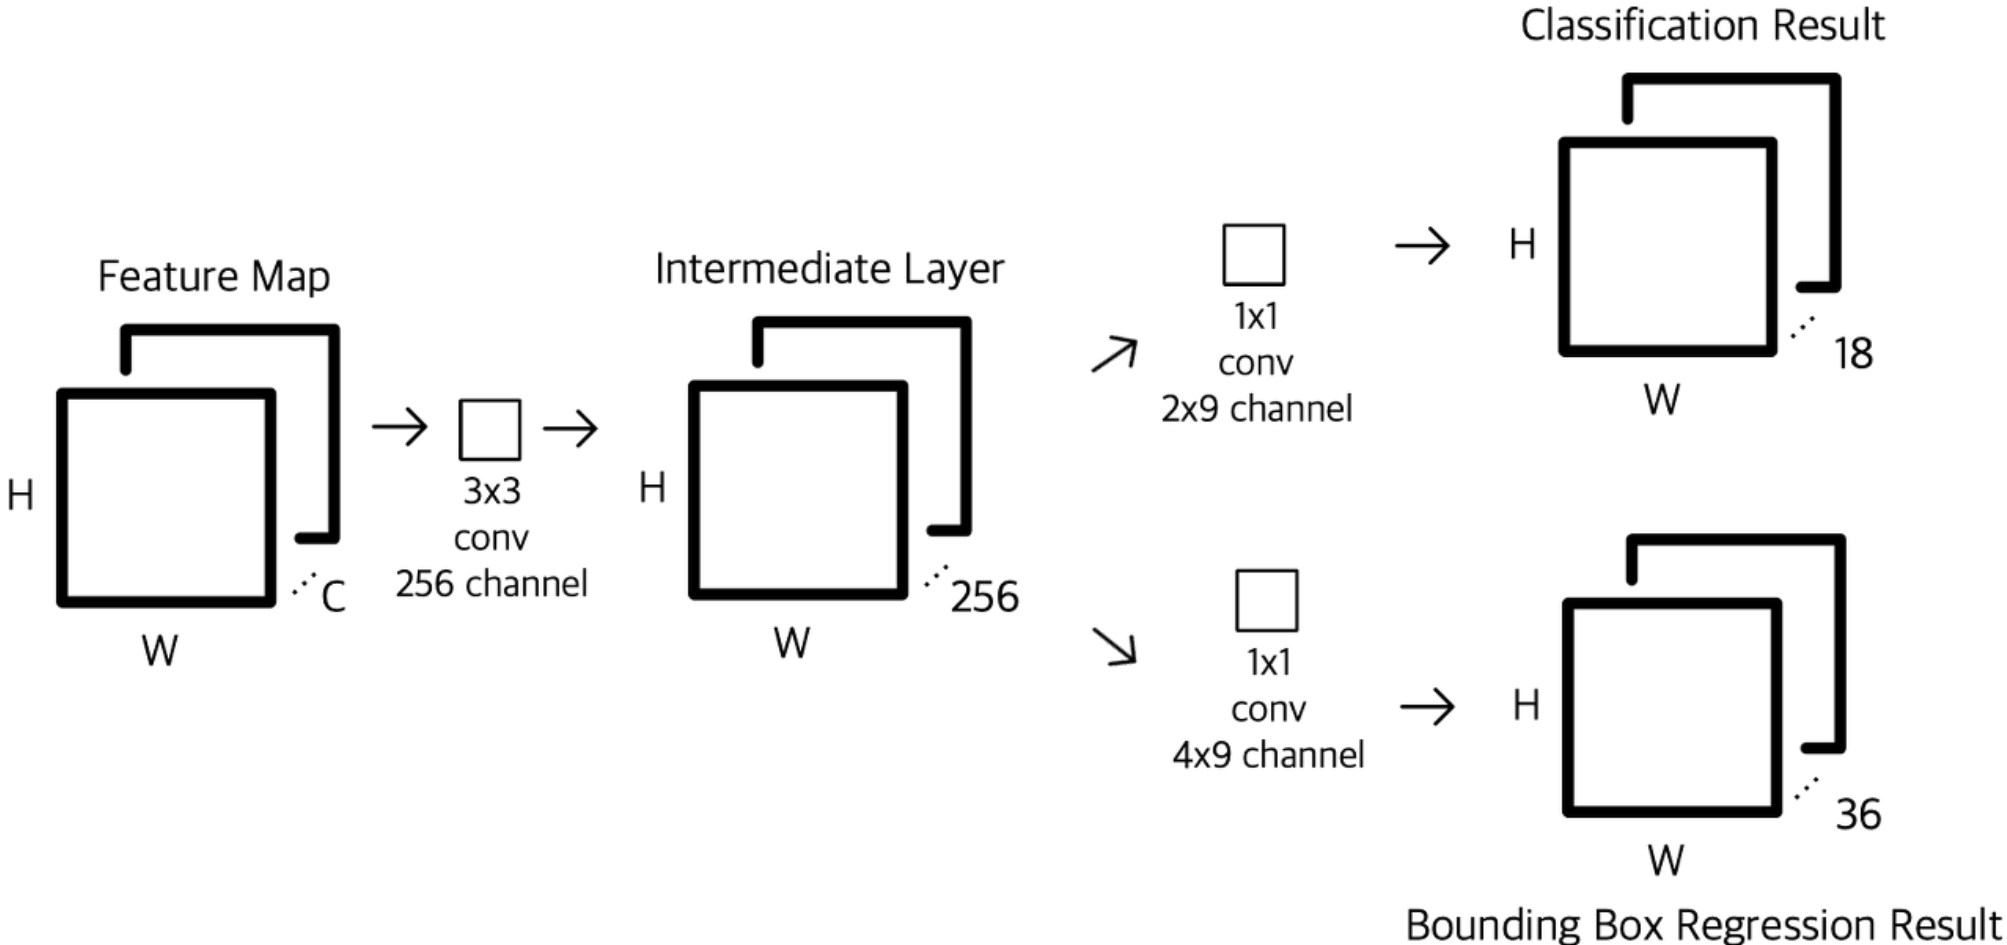 Feature Map
H
W
C
3x3
conv
256 channel
Intermediate Layer
H
W
256
1x1
conv
2x9 channel
Classification Result
H
W
18
1x1
conv
4x9 channel
H
W
36
Bounding Box Regression Result